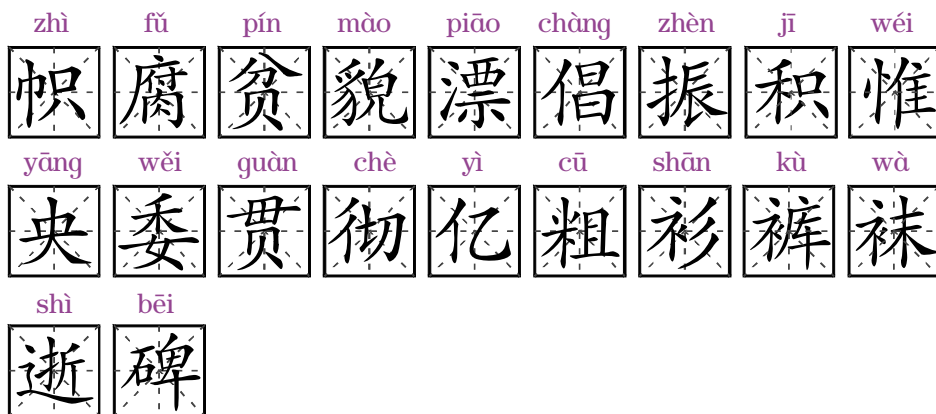 zhì fǔ pín mào piāo chàng zhèn jī wéi
帜 腐 贫 貌 漂 倡 振 积 惟
yāng wěi guàn chè yì cū shān kù wà
央 委 贯 彻 亿 粗 衫 裤 袜
shì bēi
逝 碑